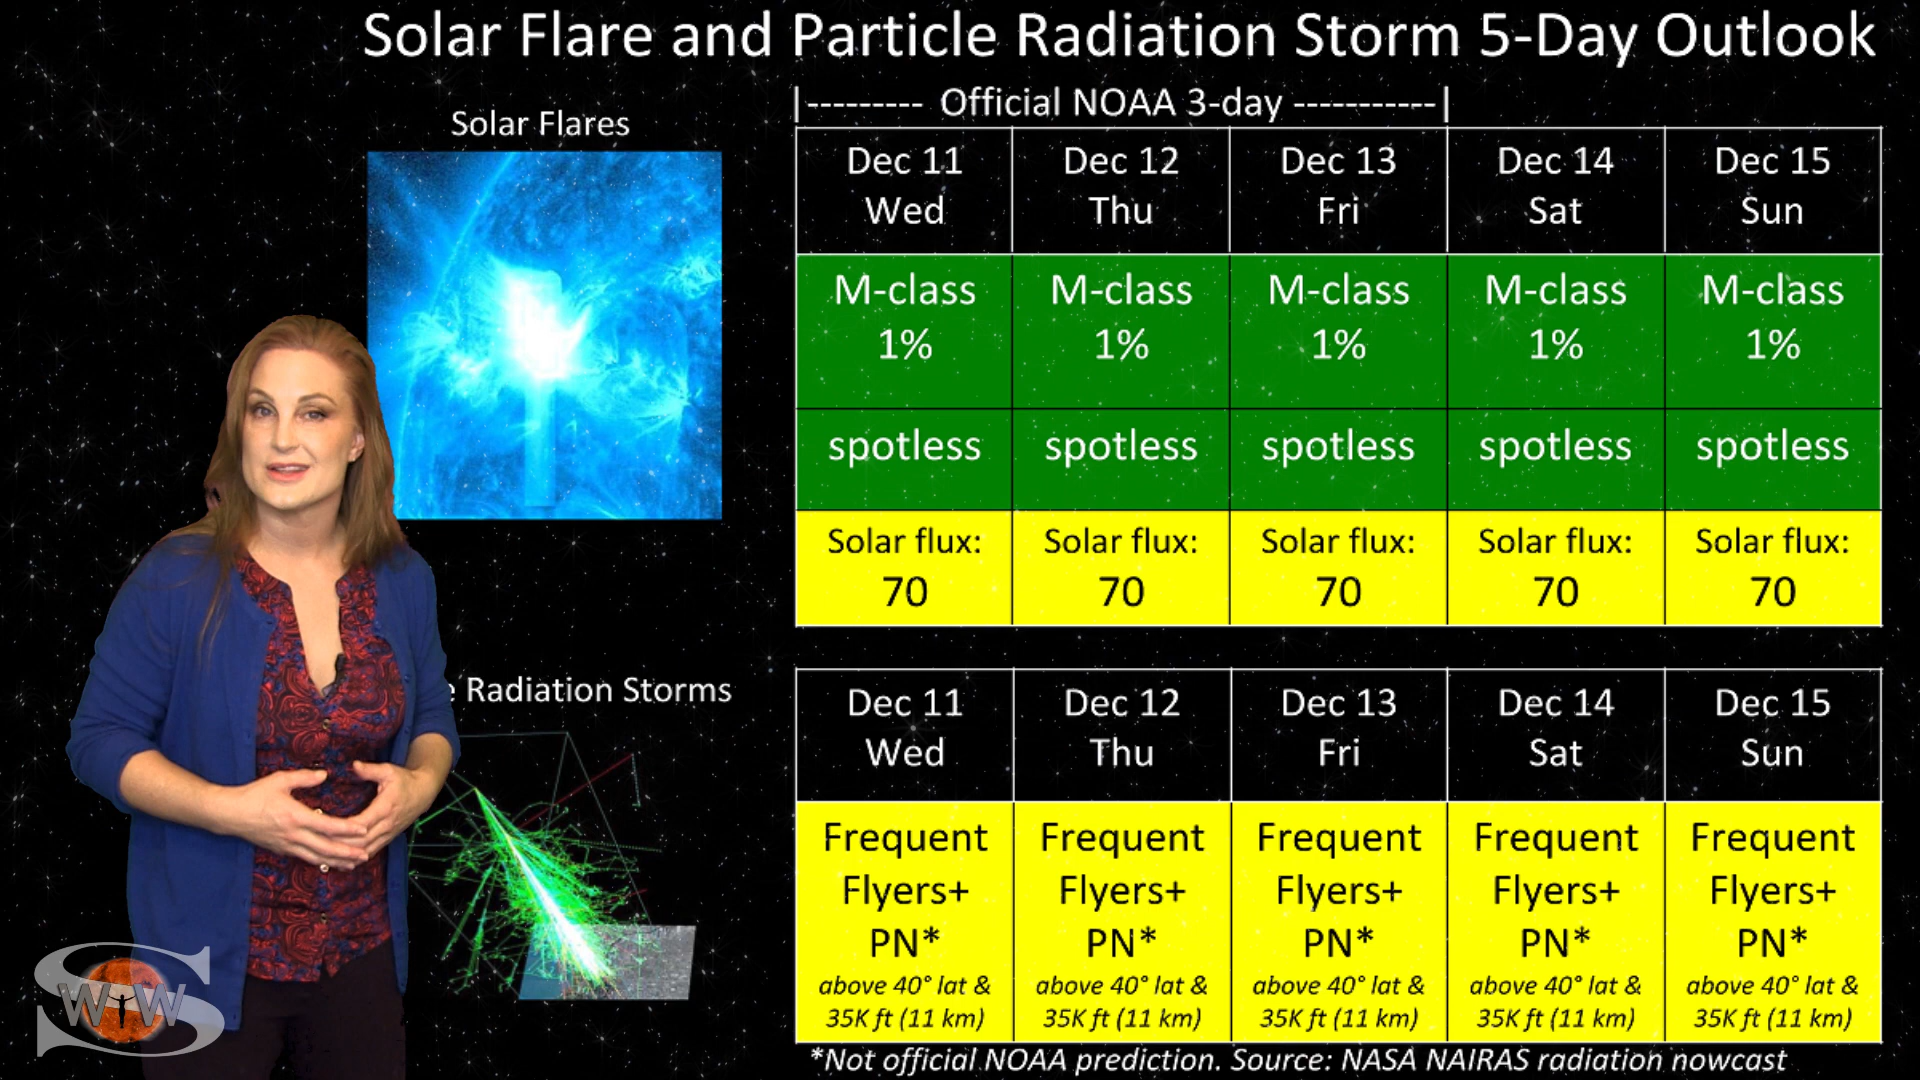 Solar Flare and Particle Radiation Storm 5-Day Outlook
|--------- Official NOAA 3-day -----------|
Solar Flares
Dec 11 Dec 12 Dec 13 Dec 14 Dec 15
Wed Thu Fri Sat Sun
M-class M-class M-class M-class M-class
1% 1% 1% 1% 1%
spotless spotless spotless spotless spotless
Solar flux: Solar flux: Solar flux: Solar flux: Solar flux:
70 70 70 70 70
e Radiation Storms
Dec 11 Dec 12 Dec 13 Dec 14 Dec 15
Wed Thu Fri Sat Sun
Frequent Frequent Frequent Frequent Frequent
Flyers+ Flyers+ Flyers+ Flyers+ Flyers+
PN* PN* PN* PN* PN*
above 40° lat & above 40° lat & above 40° lat & above 40° lat & above 40° lat &
35K ft (11 km) 35K ft (11 km) 35K ft (11 km) 35K ft (11 km) 35K ft (11 km)
*Not official NOAA prediction. Source: NASA NAIRAS radiation nowcast
SWTW